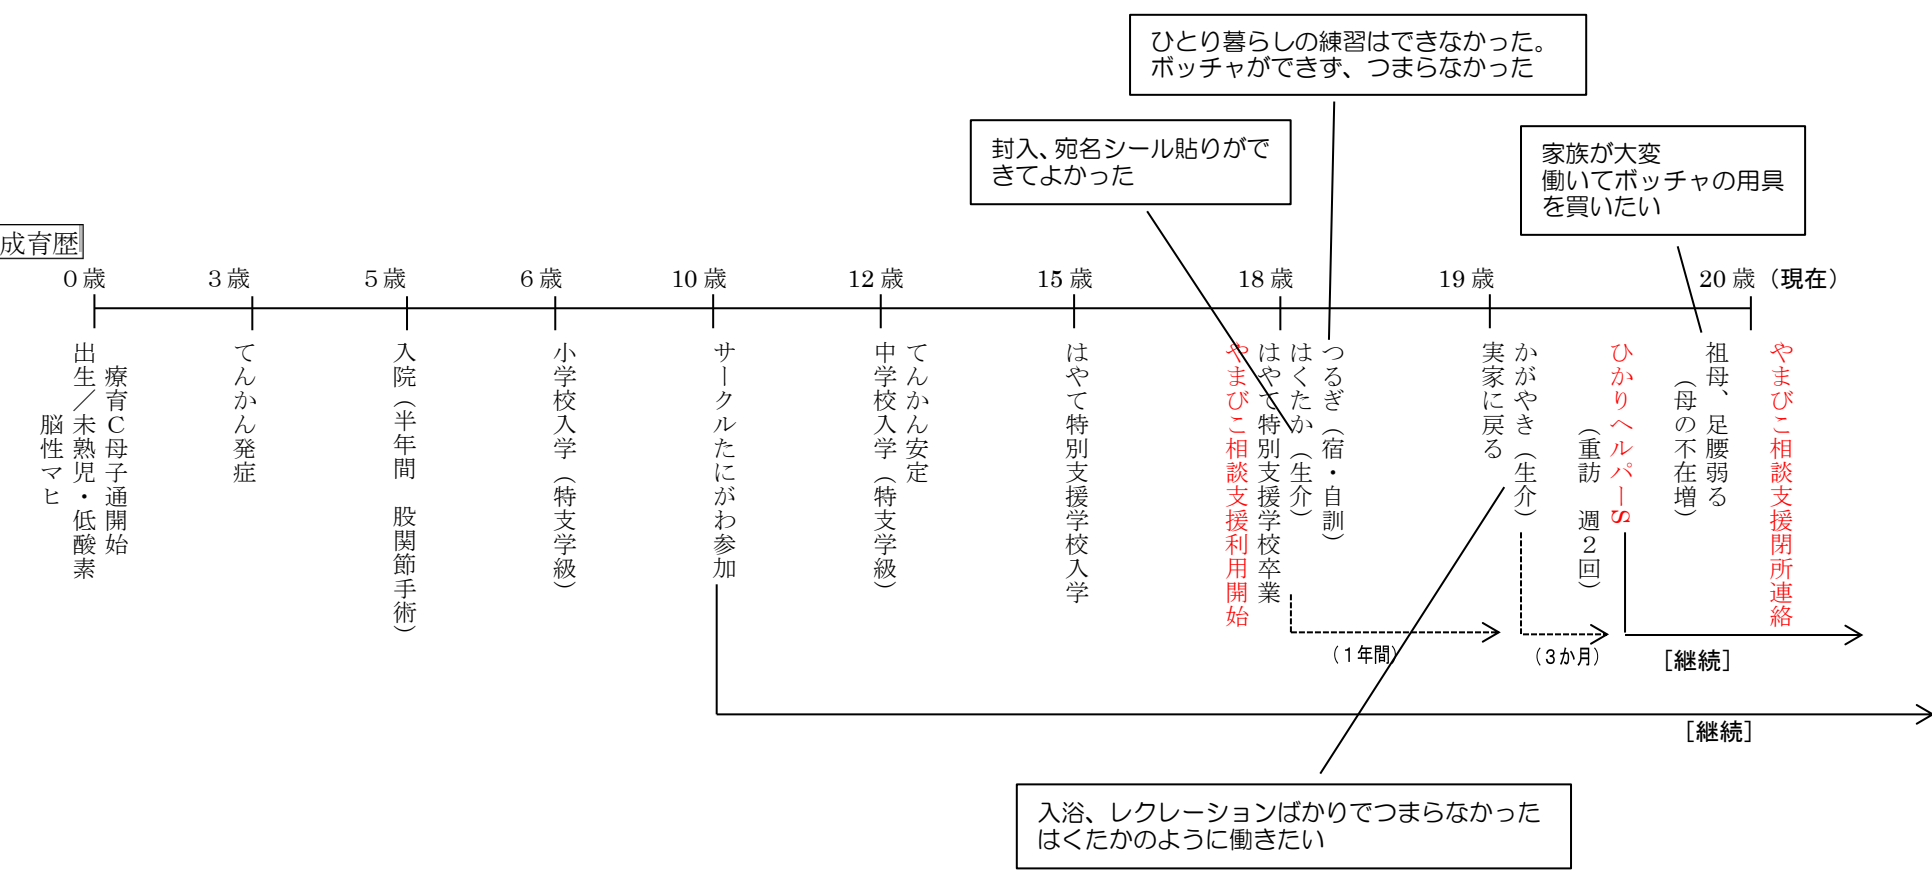 ひとり暮らしの練習はできなかった。
ボッチャができず、つまらなかった
封入、宛名シール貼りがで
きてよかった
家族が大変
働いてボッチャの用具
を買いたい
成育歴
0歳
3歳
5歳
6歳
10歳
12歳
15歳
18歳
19歳
20歳(現在)
療育C母子通開始
出生/未熟児・低酸素
脳性マヒ
てんかん発症
入院(半年間 股関節手術)
小学校入学(特支学級)
サークルたにがわ参加
てんかん安定
中学校入学(特支学級)
はやて特別支援学校入学
つるぎ(宿・自訓)
はくたか(生介)
はやて特別支援学校卒業
やまびこ相談支援利用開始
かがやき(生介)
実家に戻る
ひかりヘルパーS
(重訪 週2回)
祖母、足腰弱る
(母の不在増)
やまびこ相談支援閉所連絡
(1年間)
(3か月)
[継続]
[継続]
入浴、レクレーションばかりでつまらなかった
はくたかのように働きたい